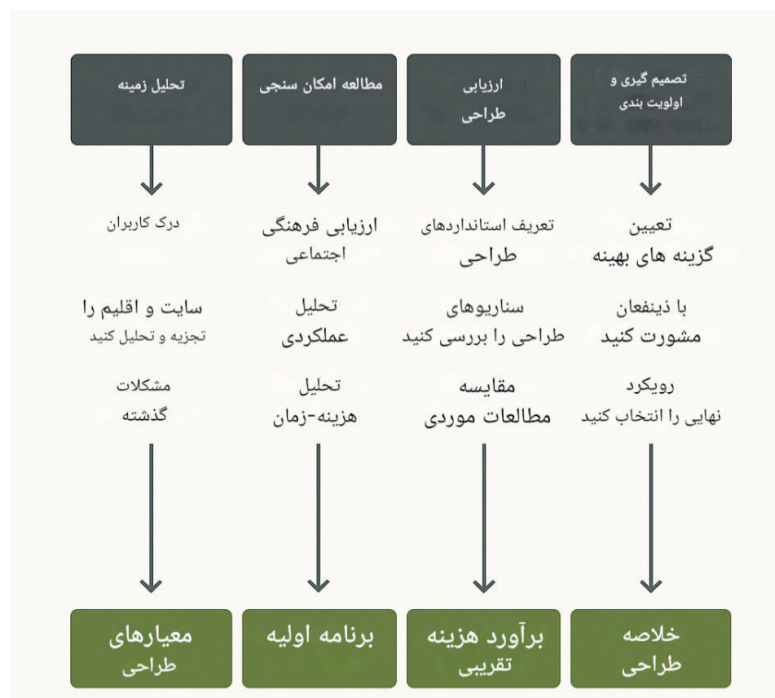 تصمیم گیری و
اولویت بندی
تعیین
گزینه های بهینه
با ذینفعان
مشورت کنید
رویکرد
نهایی را انتخاب کنید
خلاصه
طراحی
ارزیابی
طراحی
تعریف استانداردهای
طراحی
سناریوهای
طراحی را بررسی کنید
مقایسه
مطالعات موردی
برآورد هزینه
تقریبی
مطالعه امکان سنجی
ارزیابی فرهنگی
اجتماعی
تحلیل
عملکردی
تحلیل
هزینه-زمان
برنامه اولیه
تحلیل زمینه
درک کاربران
سایت و اقلیم را
تجزیه و تحلیل کنید
مشکلات
گذشته
معیارهای
طراحی